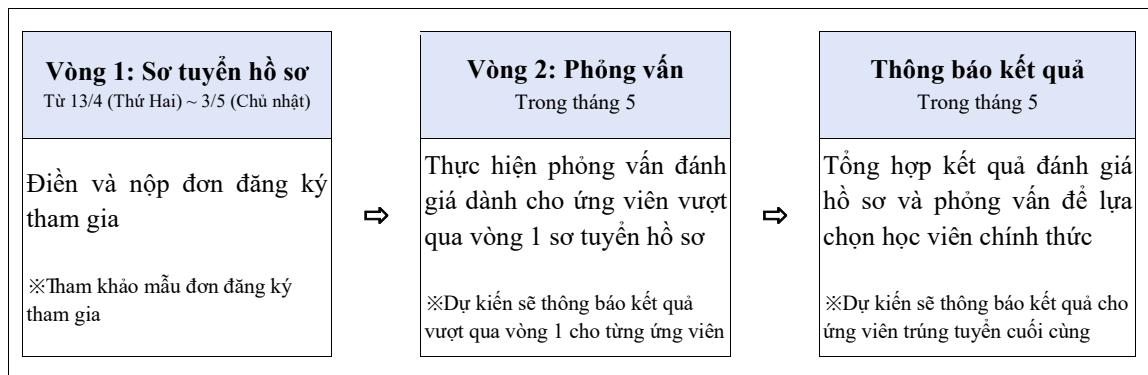 Vòng 1: Sơ tuyển hồ sơ
Từ 13/4 (Thứ Hai) ~ 3/5 (Chủ nhật)
Điền và nộp đơn đăng ký
tham gia
※Tham khảo mẫu đơn đăng ký
tham gia
⇨
Vòng 2: Phỏng vấn
Trong tháng 5
Thực hiện phỏng vấn đánh
giá dành cho ứng viên vượt
qua vòng 1 sơ tuyển hồ sơ
※Dự kiến sẽ thông báo kết quả
vượt qua vòng 1 cho từng ứng viên
⇨
Thông báo kết quả
Trong tháng 5
Tổng hợp kết quả đánh giá
hồ sơ và phỏng vấn để lựa
chọn học viên chính thức
※Dự kiến sẽ thông báo kết quả cho
ứng viên trúng tuyển cuối cùng